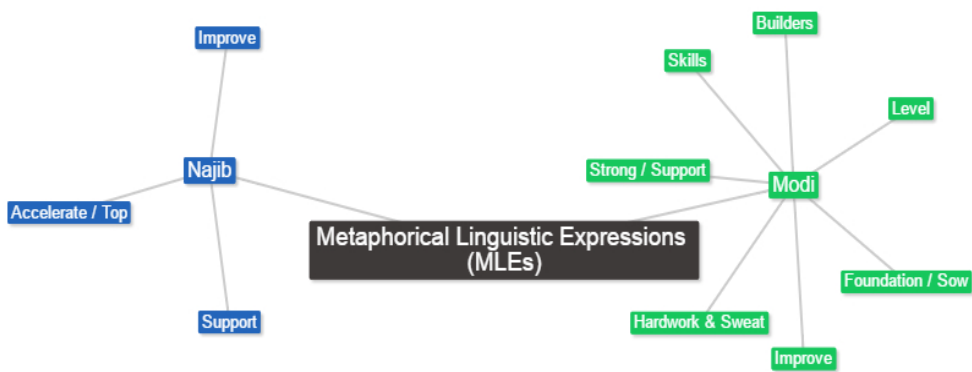 Builders
Improve
Skills
Level
Najib
Strong / Support
Modi
Accelerate / Top
Metaphorical Linguistic Expressions
(MLEs)
Foundation / Sow
Support
Hardwork & Sweat
Improve